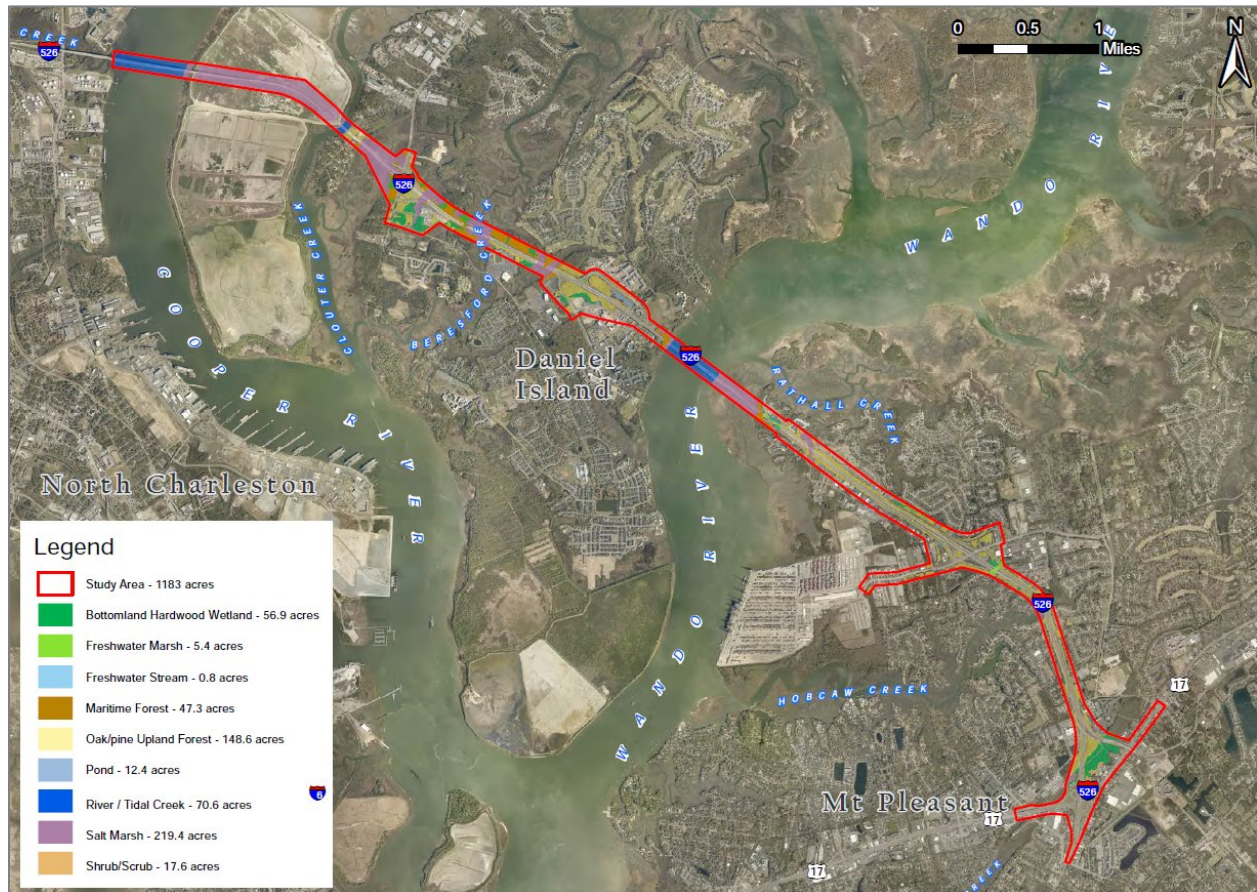 CREEK
526
0 0.5 1
Miles
N
WANDO RIVE
526
CLOUTER CREEK
BERESFORD CREEK
COOPER RIVER
Daniel
Island
526
RATHALL CREEK
WANDO RIVER
North Charleston
526
HOBCAW CREEK
17
526
Mt Pleasant
17
17
CREEK
Legend
Study Area - 1183 acres
Bottomland Hardwood Wetland - 56.9 acres
Freshwater Marsh - 5.4 acres
Freshwater Stream - 0.8 acres
Maritime Forest - 47.3 acres
Oak/pine Upland Forest - 148.6 acres
Pond - 12.4 acres
River / Tidal Creek - 70.6 acres
6
Salt Marsh - 219.4 acres
Shrub/Scrub - 17.6 acres